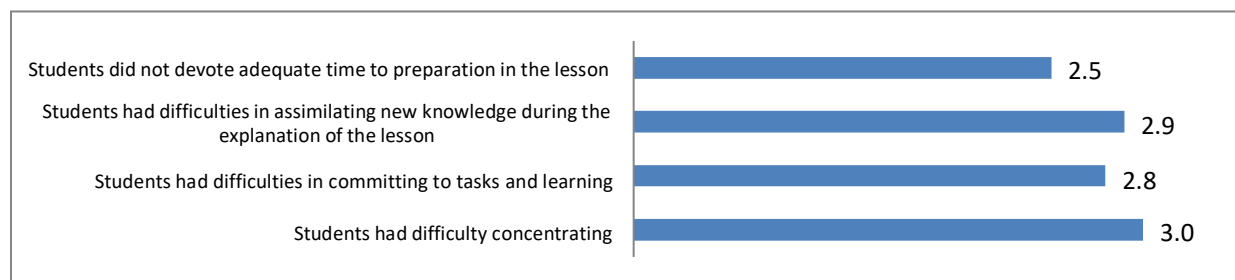 Students did not devote adequate time to preparation in the lesson
2.5
Students had difficulties in assimilating new knowledge during the
explanation of the lesson
2.9
Students had difficulties in committing to tasks and learning
2.8
Students had difficulty concentrating
3.0